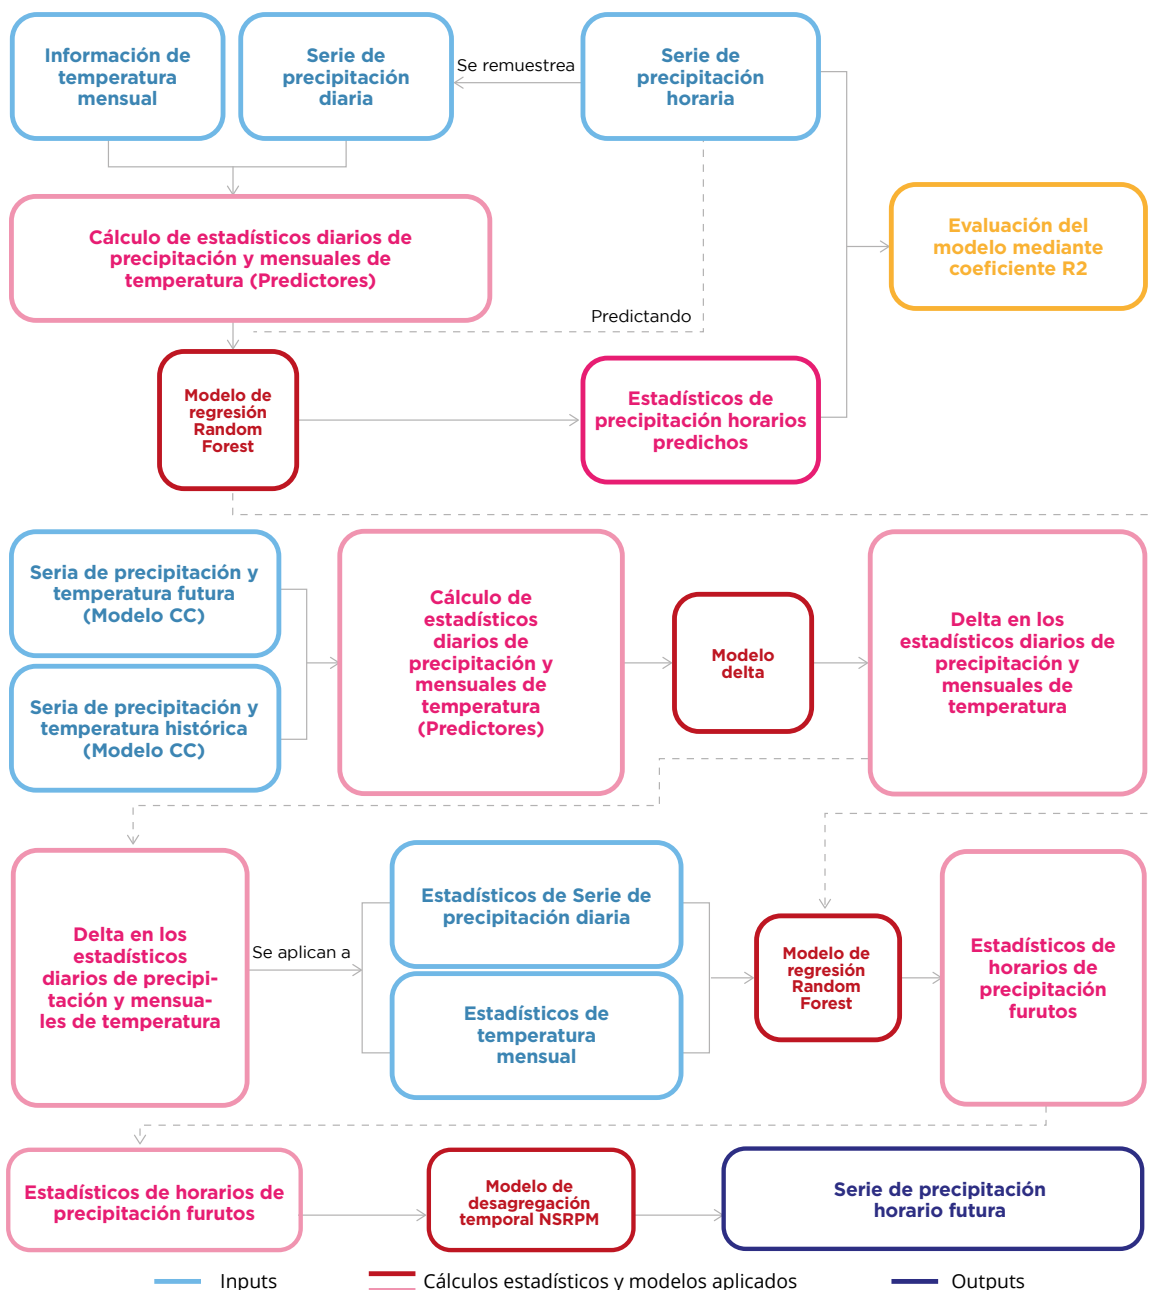 Información de
temperatura
mensual
Serie de
precipitación
diaria
Se remuestrea
Serie de
precipitación
horaria
Cálculo de estadísticos diarios de
precipitación y mensuales de
temperatura (Predictores)
Evaluación del
modelo mediante
coeficiente R2
Predictando
Modelo de
regresión
Random
Forest
Estadísticos de
precipitación horarios
predichos
Seria de precipitación y
temperatura futura
(Modelo CC)
Seria de precipitación y
temperatura histórica
(Modelo CC)
Cálculo de
estadísticos
diarios de
precipitación y
mensuales de
temperatura
(Predictores)
Modelo
delta
Delta en los
estadísticos diarios de
precipitación y
mensuales de
temperatura
Delta en los
estadísticos
diarios de precipi-
tación y mensua-
les de temperatura
Se aplican a
Estadísticos de Serie de
precipitación diaria
Estadísticos de
temperatura
mensual
Modelo de
regresión
Random
Forest
Estadísticos de
horarios de
precipitación
furutos
Estadísticos de horarios de
precipitación furutos
Modelo de
desagregación
temporal NSRPM
Serie de precipitación
horario futura
Inputs
Cálculos estadísticos y modelos aplicados
Outputs